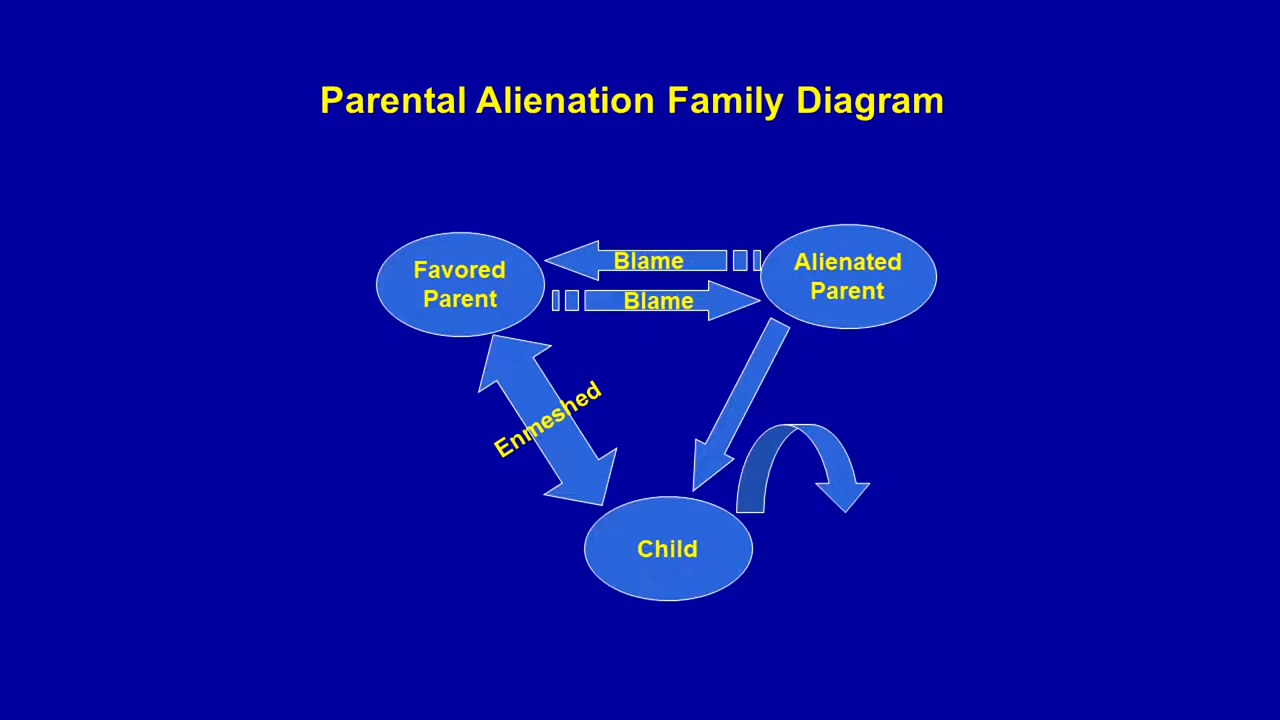 Parental Alienation Family Diagram
Favored
Parent
Blame
Blame
Alienated
Parent
Enmeshed
Child